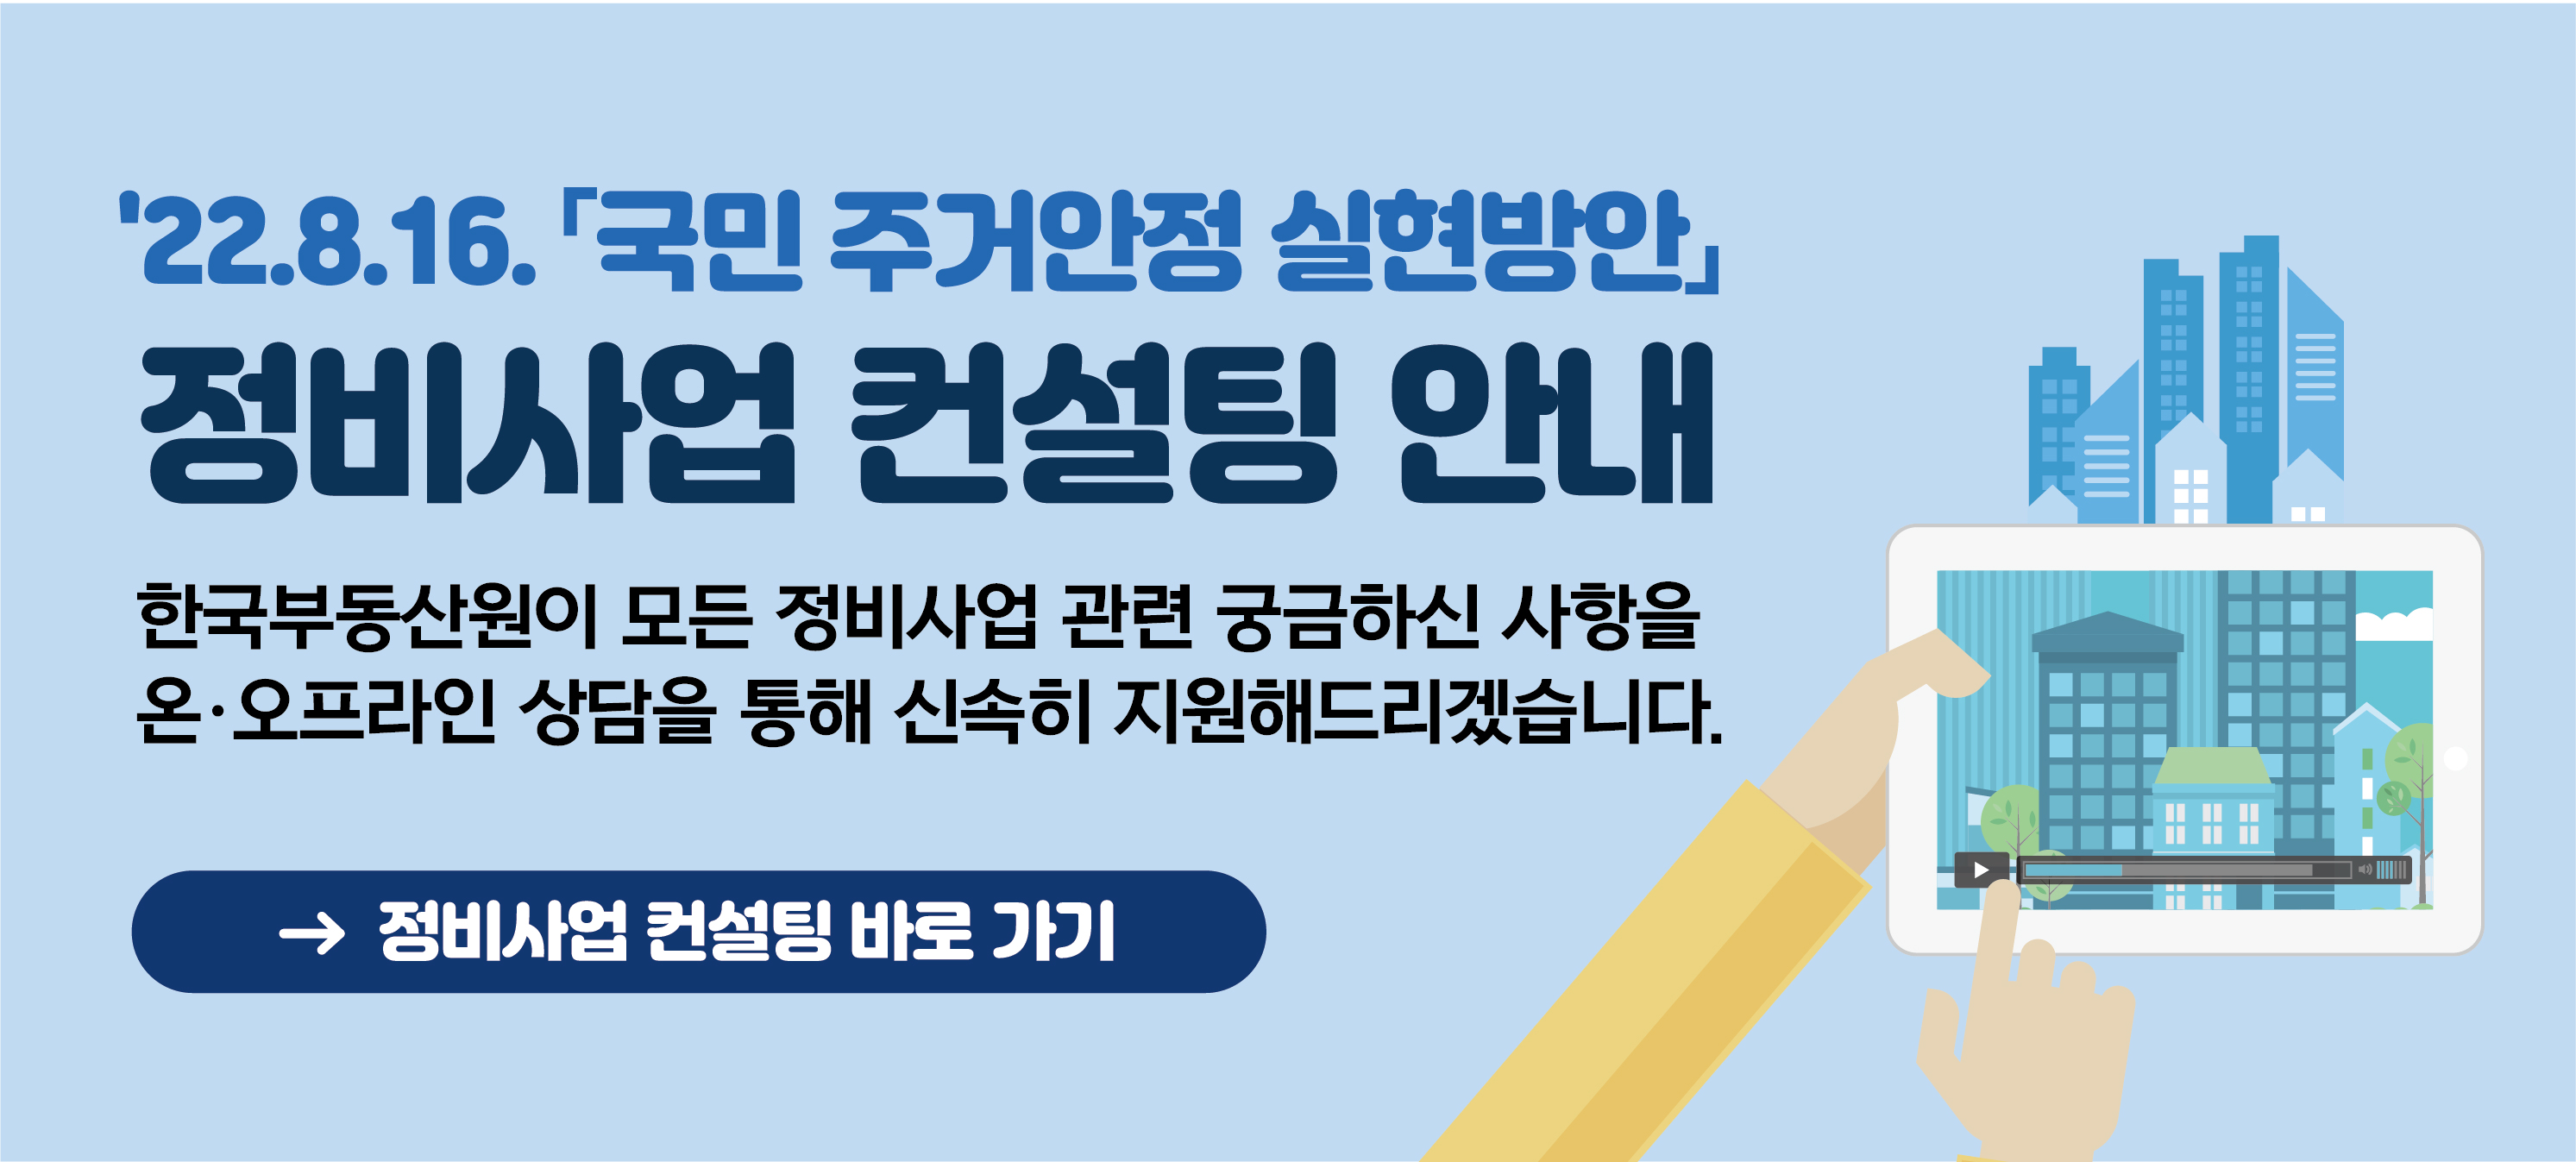 '22.8.16.「국민 주거안정 실현방안」
정비사업 컨설팅 안내
한국부동산원이 모든 정비사업 관련 궁금하신 사항을
온·오프라인 상담을 통해 신속히 지원해드리겠습니다.
→ 정비사업 컨설팅 바로 가기